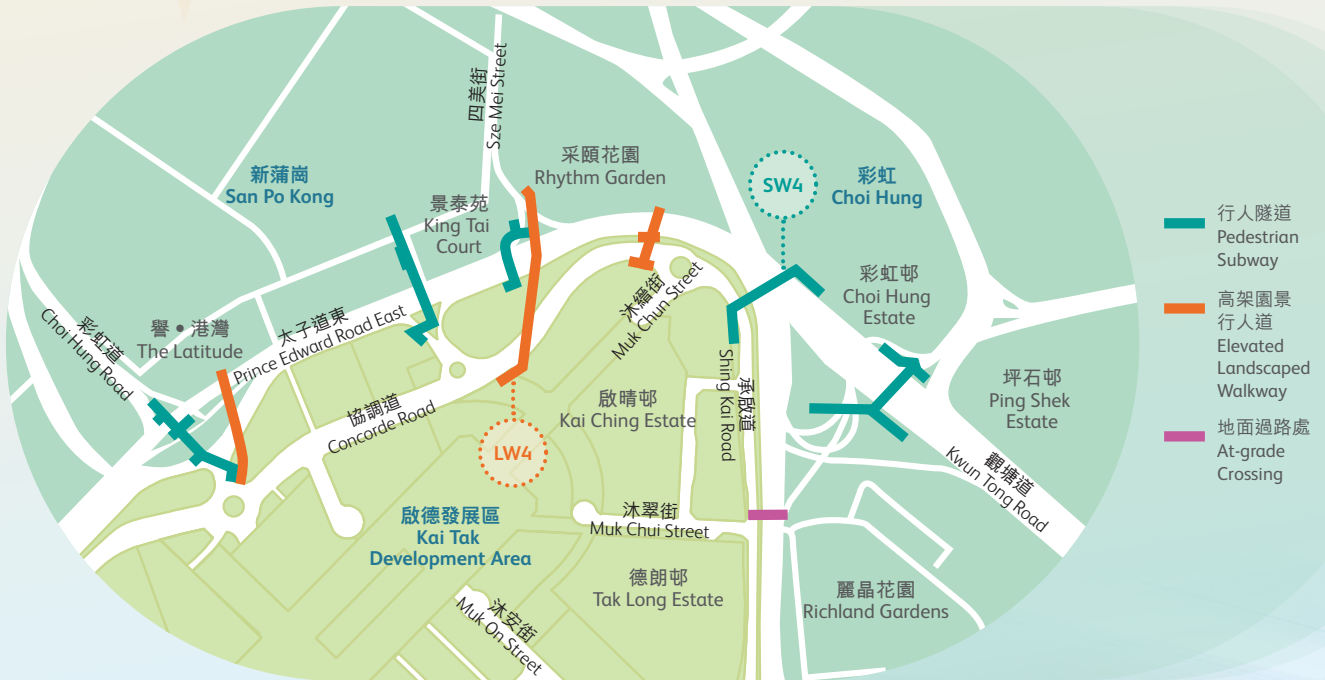 四美街
Sze Mei Street
采頤花園
Rhythm Garden
新蒲崗
San Po Kong
景泰苑
King Tai
Court
SW4
彩虹
Choi Hung
彩虹邨
Choi Hung
Estate
彩虹道
Choi Hung Road
譽•港灣
The Latitude
太子道東
Prince Edward Road East
沐縉街
Muk Chun Street
協調道
Concorde Road
啟晴邨
Kai Ching Estate
承啟道
Shing Kai Road
坪石邨
Ping Shek
Estate
LW4
觀塘道
Kwun Tong Road
啟德發展區
Kai Tak
Development Area
沐翠街
Muk Chui Street
德朗邨
Tak Long Estate
麗晶花園
Richland Gardens
沐安街
Muk On Street
行人隧道
Pedestrian
Subway
高架園景
行人道
Elevated
Landscaped
Walkway
地面過路處
At-grade
Crossing